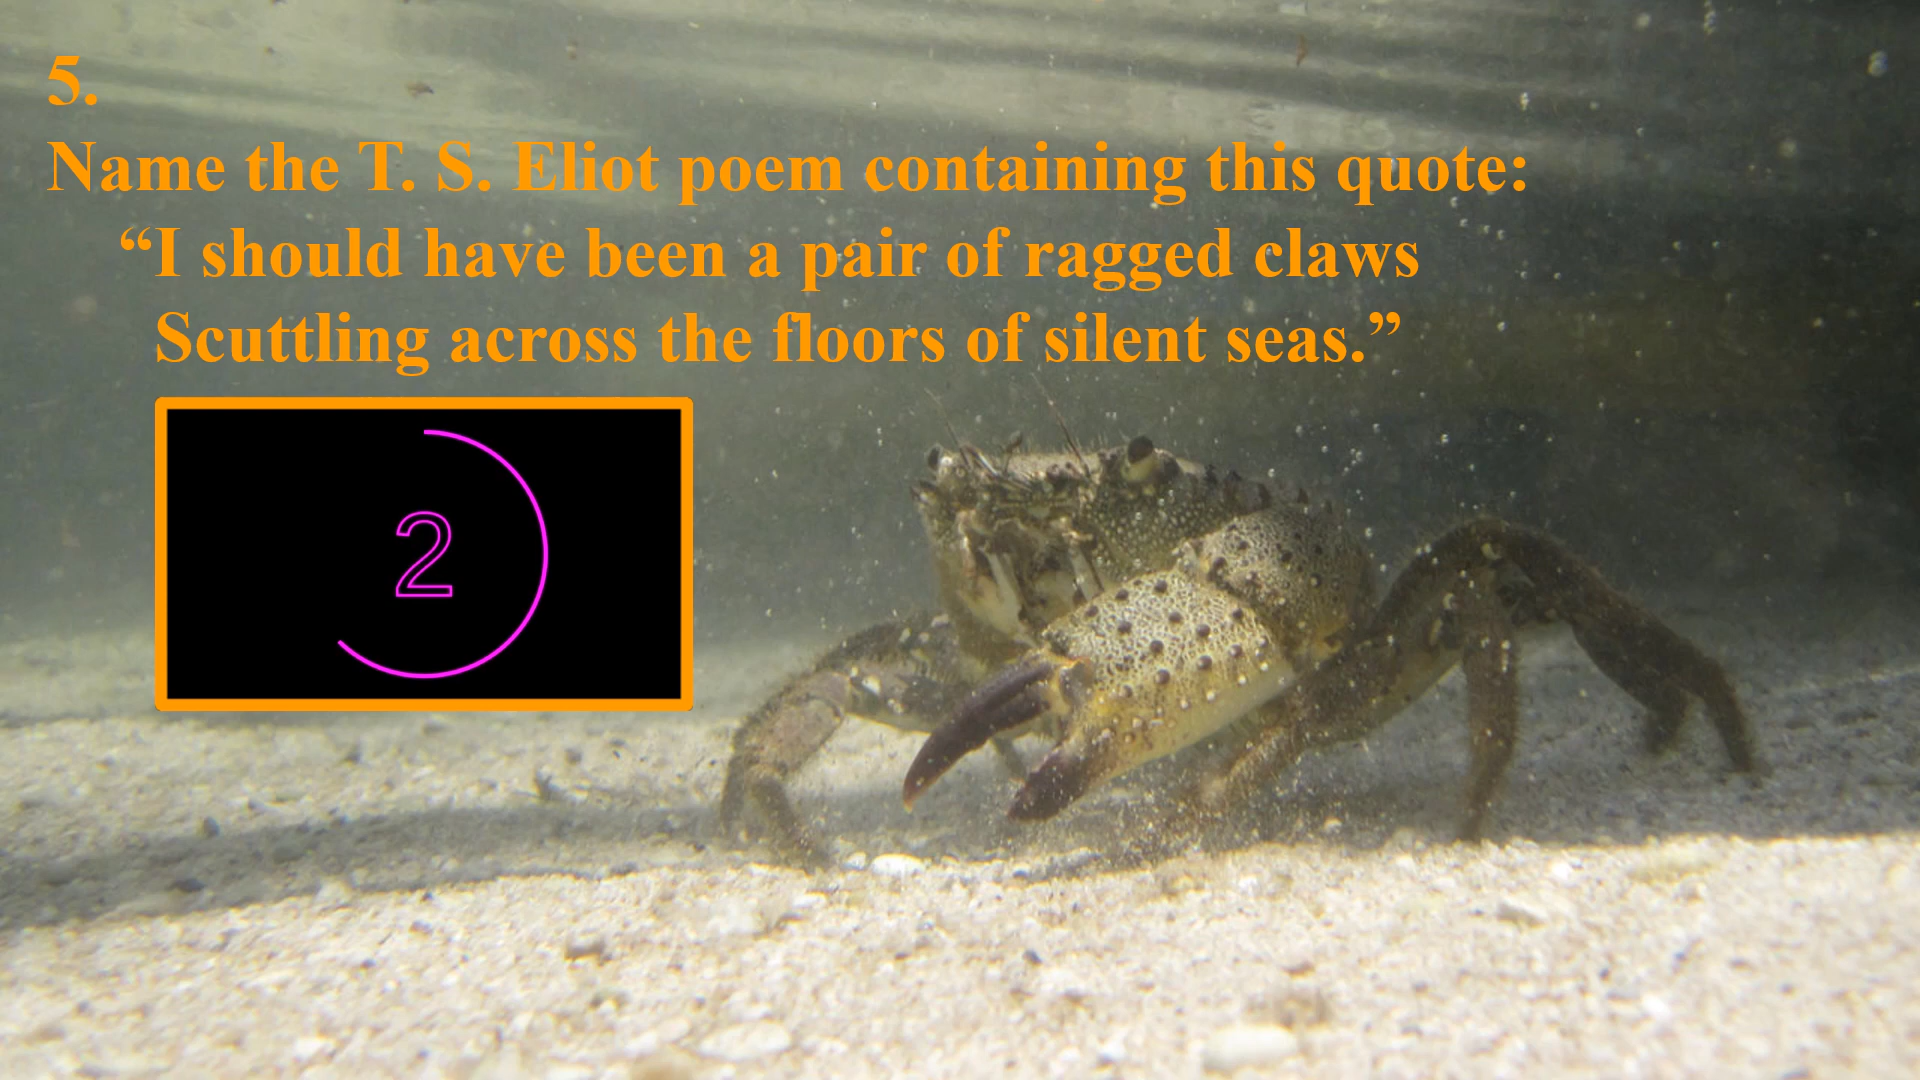 5.
Name the T. S. Eliot poem containing this quote:
“I should have been a pair of ragged claws
Scuttling across the floors of silent seas.”
2